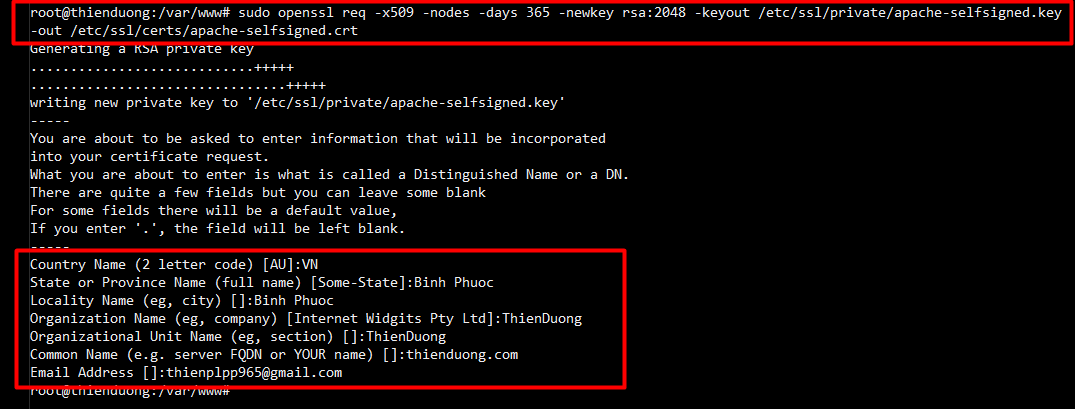 root@thienduong:/var/www# sudo openssl req -x509 -nodes -days 365 -newkey rsa:2048 -keyout /etc/ssl/private/apache-selfsigned.key
-out /etc/ssl/certs/apache-selfsigned.crt
Generating a RSA private key
............................+++++
................................+++++
writing new private key to '/etc/ssl/private/apache-selfsigned.key'
-----
You are about to be asked to enter information that will be incorporated
into your certificate request.
What you are about to enter is what is called a Distinguished Name or a DN.
There are quite a few fields but you can leave some blank
For some fields there will be a default value,
If you enter '.', the field will be left blank.
-----
Country Name (2 letter code) [AU]:VN
State or Province Name (full name) [Some-State]:Binh Phuoc
Locality Name (eg, city) []:Binh Phuoc
Organization Name (eg, company) [Internet Widgits Pty Ltd]:ThienDuong
Organizational Unit Name (eg, section) []:ThienDuong
Common Name (e.g. server FQDN or YOUR name) []:thienduong.com
Email Address []:thienplpp965@gmail.com
root@thienduong:/var/www#